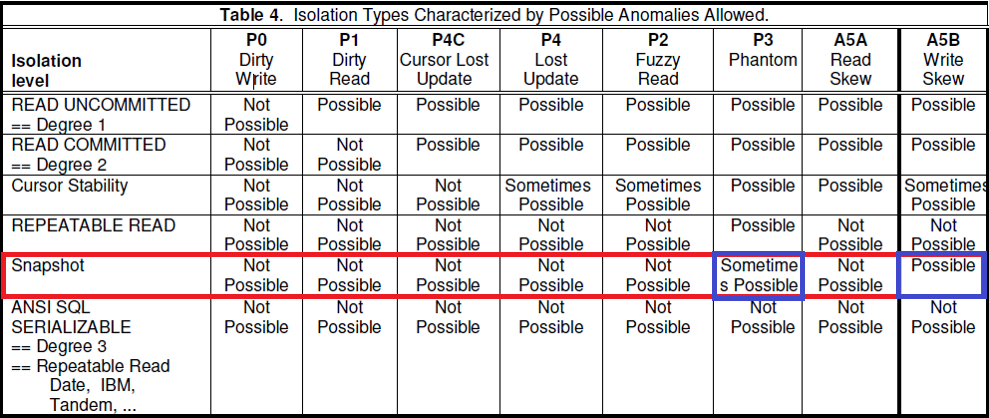 Table 4. Isolation Types Characterized by Possible Anomalies Allowed.
Isolation level P0 Dirty Write P1 Dirty Read P4C Cursor Lost Update P4 Lost Update P2 Fuzzy Read P3 Phantom A5A Read Skew A5B Write Skew
READ UNCOMMITTED == Degree 1 Not Possible Possible Possible Possible Possible Possible Possible Possible
READ COMMITTED == Degree 2 Not Possible Not Possible Possible Possible Possible Possible Possible Possible
Cursor Stability Not Possible Not Possible Not Possible Sometimes Possible Sometimes Possible Possible Possible Sometimes Possible
REPEATABLE READ Not Possible Not Possible Not Possible Not Possible Not Possible Possible Not Possible Not Possible
Snapshot Not Possible Not Possible Not Possible Not Possible Not Possible Sometime s Possible Not Possible Possible
ANSI SQL SERIALIZABLE == Degree 3 == Repeatable Read Date, IBM, Tandem, ... Not Possible Not Possible Not Possible Not Possible Not Possible Not Possible Not Possible Not Possible